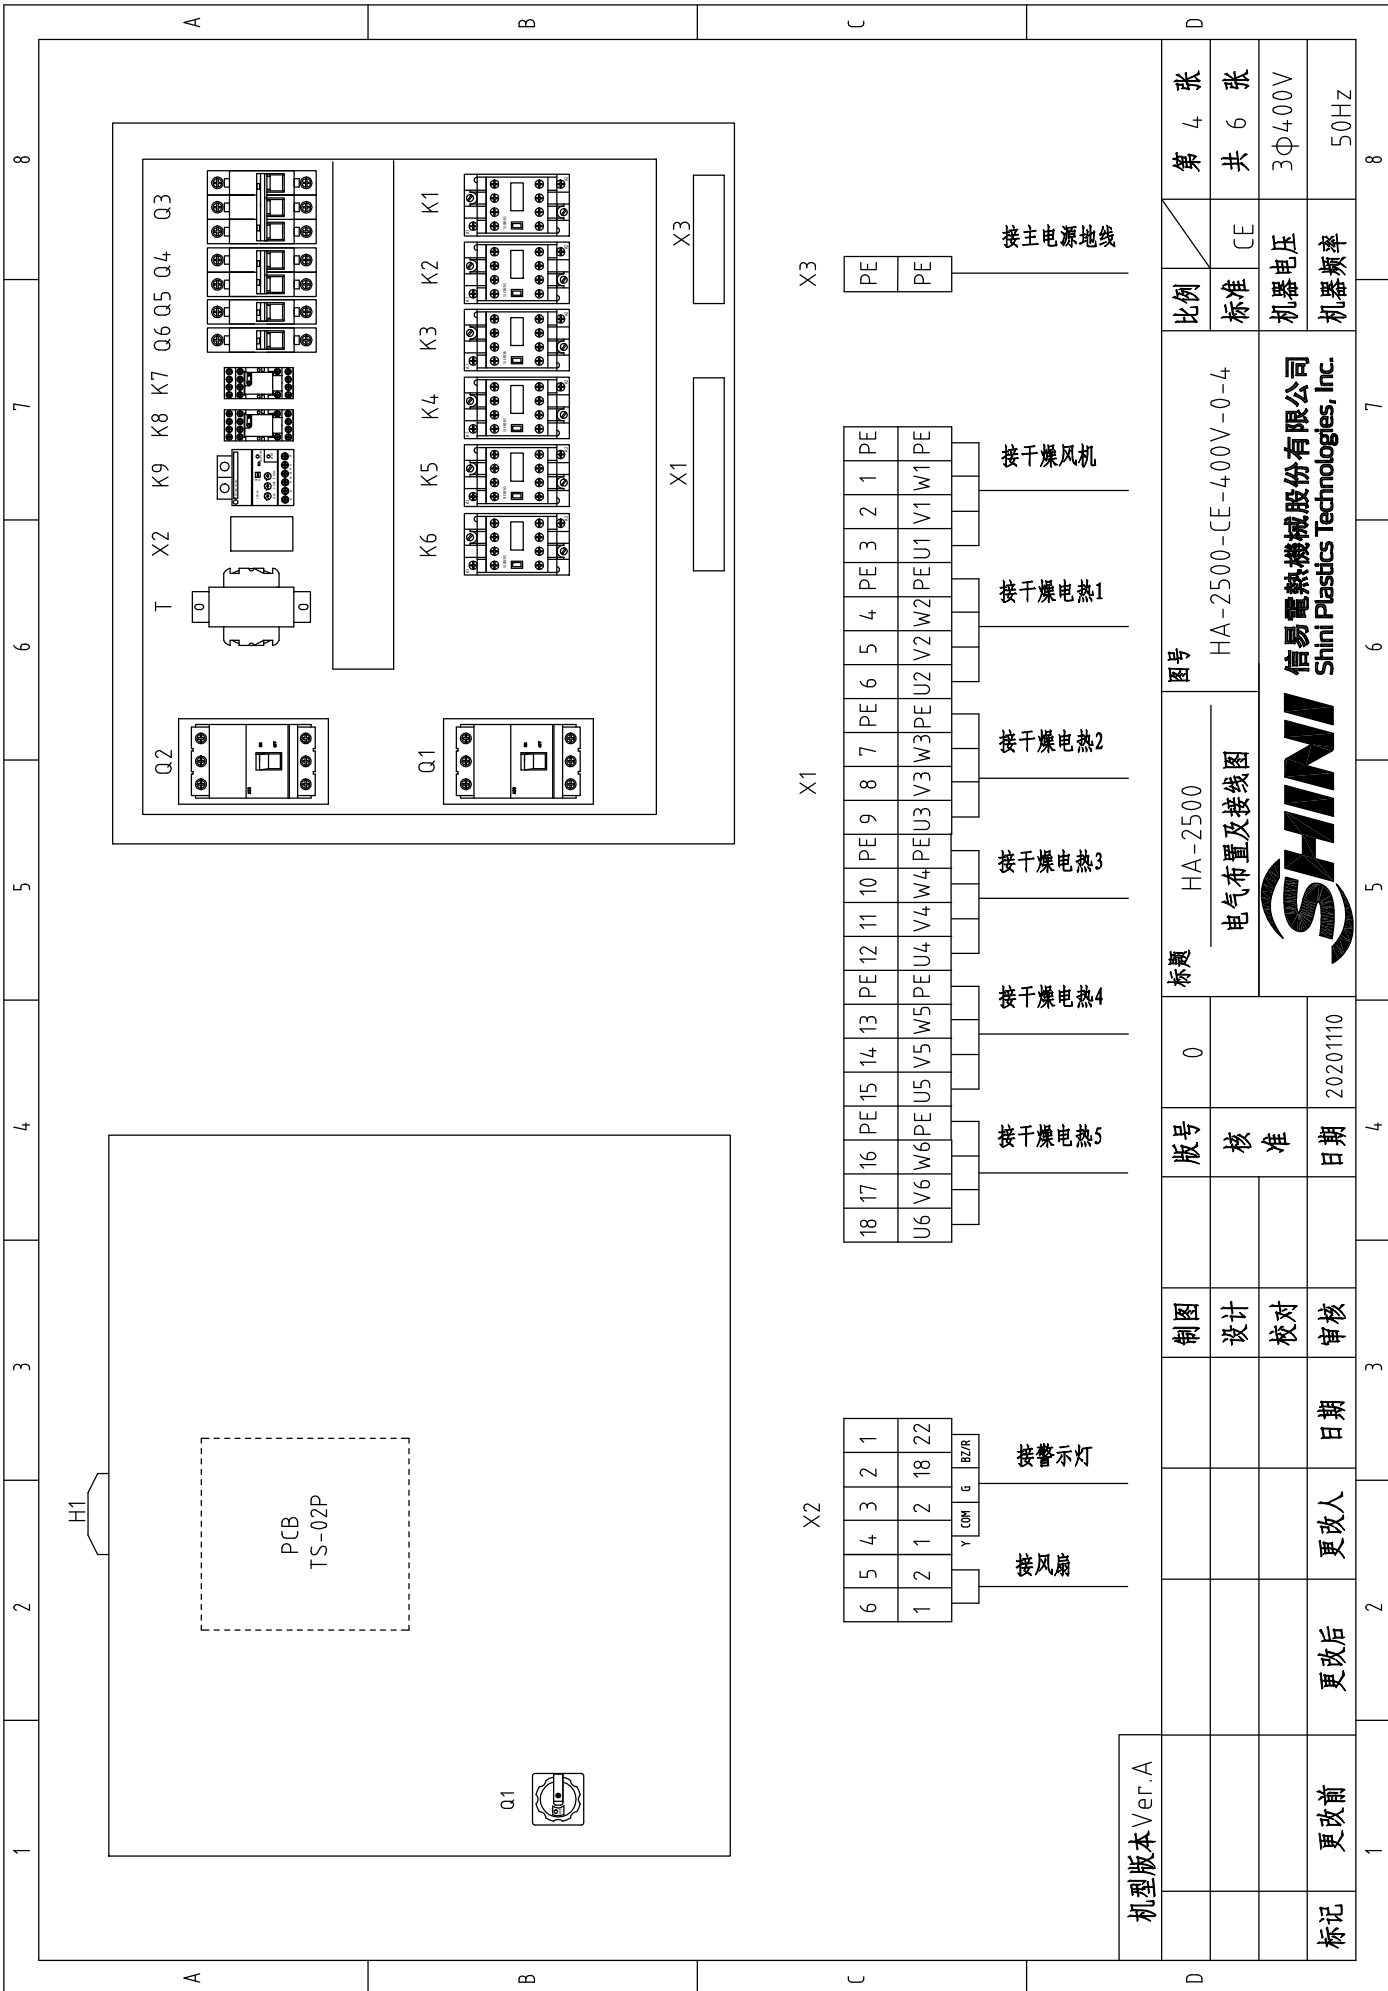 1 2 3 4 5 6 7 8
A
B
C
D
H1
PCB
TS-02P
Q1
Q2 T X2 K9 K8 K7 Q6 Q5 Q4 Q3
Q1 K6 K5 K4 K3 K2 K1
X1 X3
X2
6 5 4 3 2 1
1 2 1 2 18 22
Y COM G BZ/R
接风扇
接警示灯
X1
18 17 16 PE 15 14 13 PE 12 11 10 PE 9 8 7 PE 6 5 4 PE 3 2 1 PE
U6 V6 W6 PE U5 V5 W5 PE U4 V4 W4 PE U3 V3 W3 PE U2 V2 W2 PE U1 V1 W1 PE
接干燥电热5
接干燥电热4
接干燥电热3
接干燥电热2
接干燥电热1
接干燥风机
X3
PE
PE
接主电源地线
机型版本Ver.A
标记 更改前 更改后 更改人 日期
制图
设计
校对
审核
版号 0
核准
日期 20201110
标题
HA-2500
电气布置及接线图
图号
HA-2500-CE-400V-0-4
SHINI
信易電熱機械股份有限公司
Shini Plastics Technologies, Inc.
比例
第 4 张
标准 CE
共 6 张
机器电压 3Φ400V
机器频率 50HZ
A
B
C
D
1 2 3 4 5 6 7 8